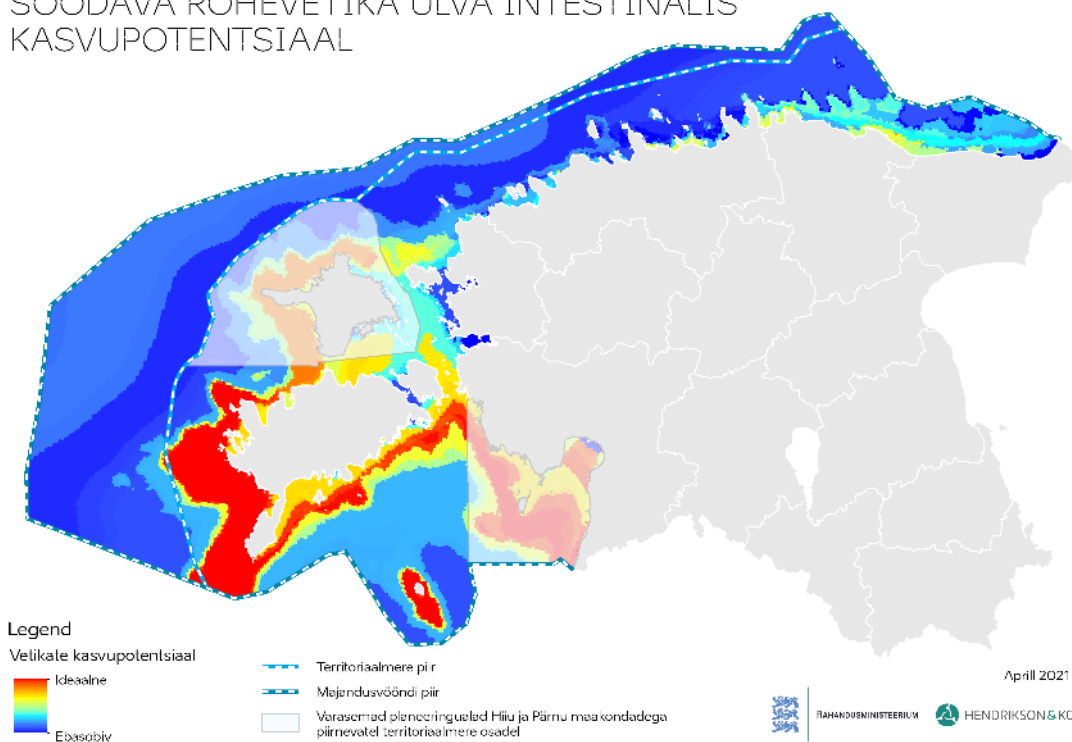 SOODAVA ROHEVETIKA ULVA INTESTINALIS
KASVUPOTENTSIAAL
Legend
Vetikate kasvupotentsiaal
Ideaalne
Ebasobiv
Territoriaalmere piir
Majandusvööndi piir
Varasemad planeeringualad Hiiu ja Pärnu maakondadega
piirnevatel territoriaalmere osadel
Aprill 2021
RAHANDUSMINISTEERIUM
HENDRIKSON & KO